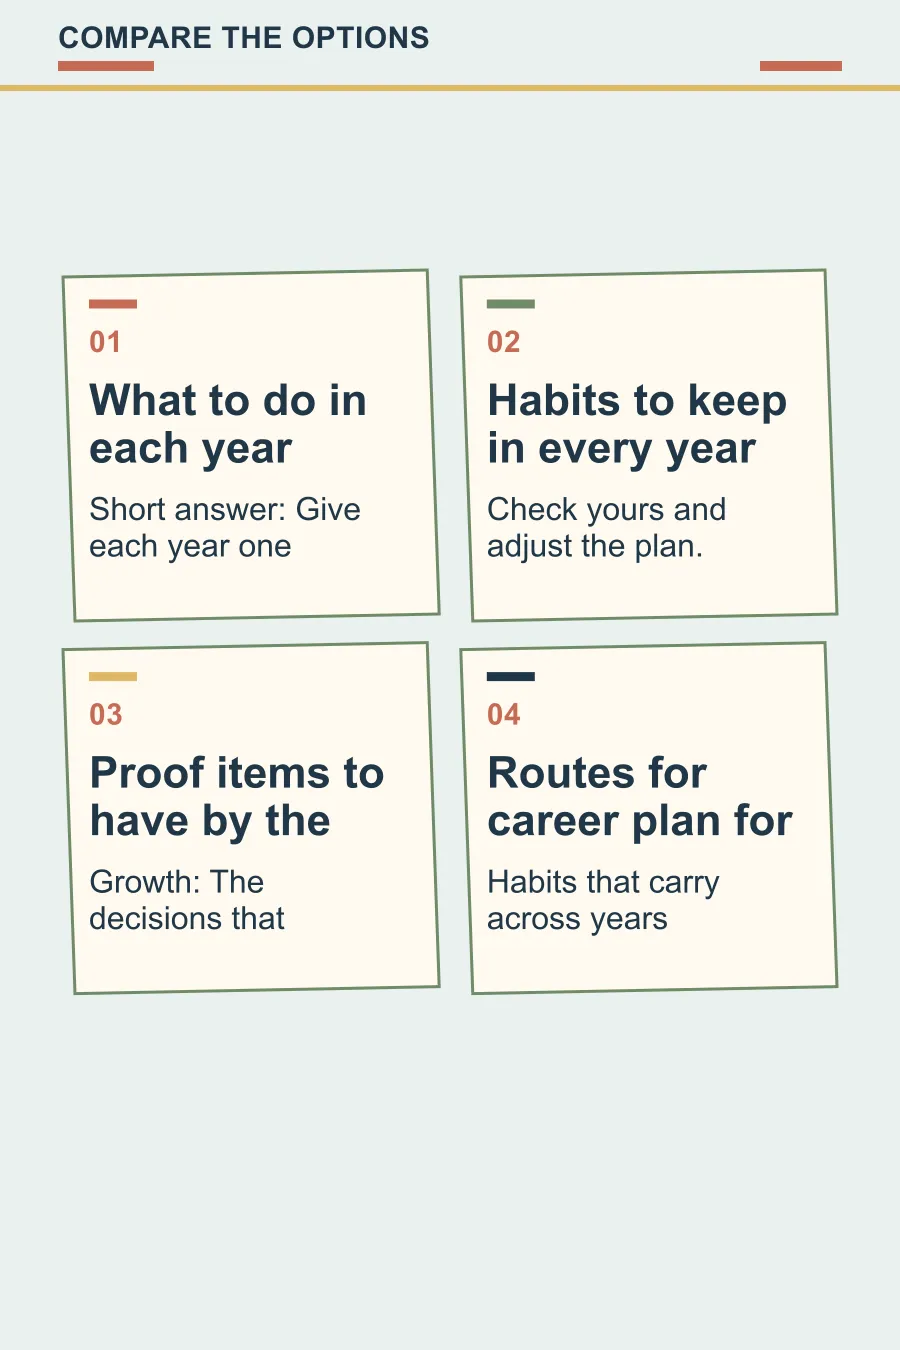 COMPARE THE OPTIONS
01
What to do in
each year
Short answer: Give
each year one
02
Habits to keep
in every year
Check yours and
adjust the plan.
03
Proof items to
have by the
Growth: The
decisions that
04
Routes for
career plan for
Habits that carry
across years